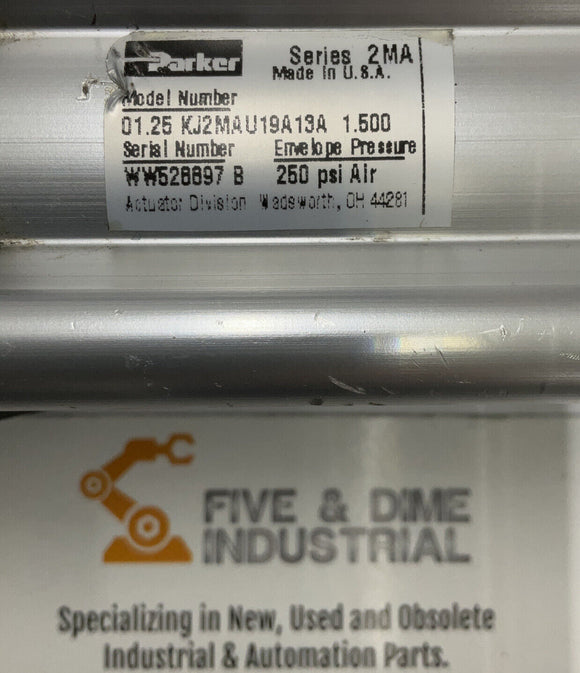 Parker
Series 2MA
Made In U.S.A.
Model Number
01.25 KJ2MAU19A13A 1.500
Serial Number Envelope Pressure
WW528897 B 250 psi Air
Actuator Division Wadsworth, OH 44281
FIVE & DIME
INDUSTRIAL
Specializing in New, Used and Obsolete
Industrial & Automation Parts.